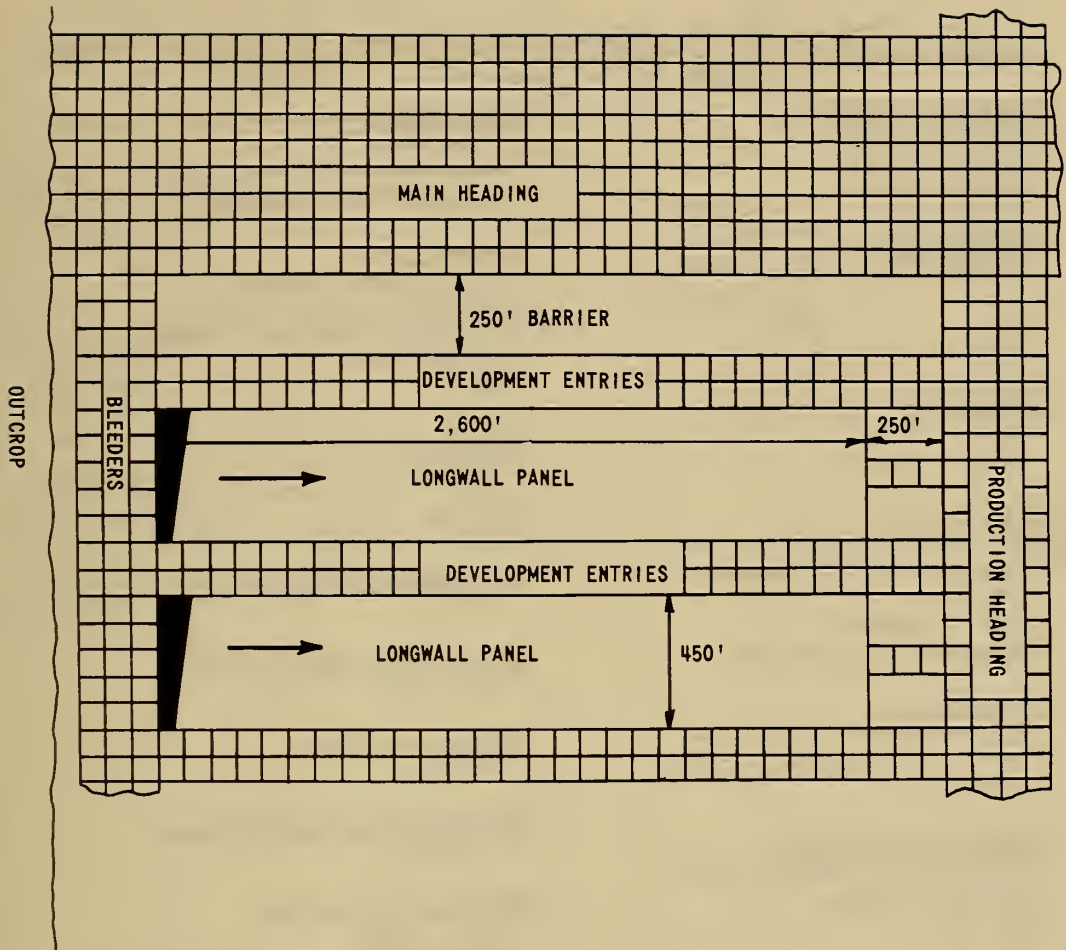 MAIN HEADING
250' BARRIER
DEVELOPMENT ENTRIES
2,600'
250'
LONGWALL PANEL
OUTCROP
BLEEDERS
PRODUCTION HEADING
DEVELOPMENT ENTRIES
LONGWALL PANEL
450'